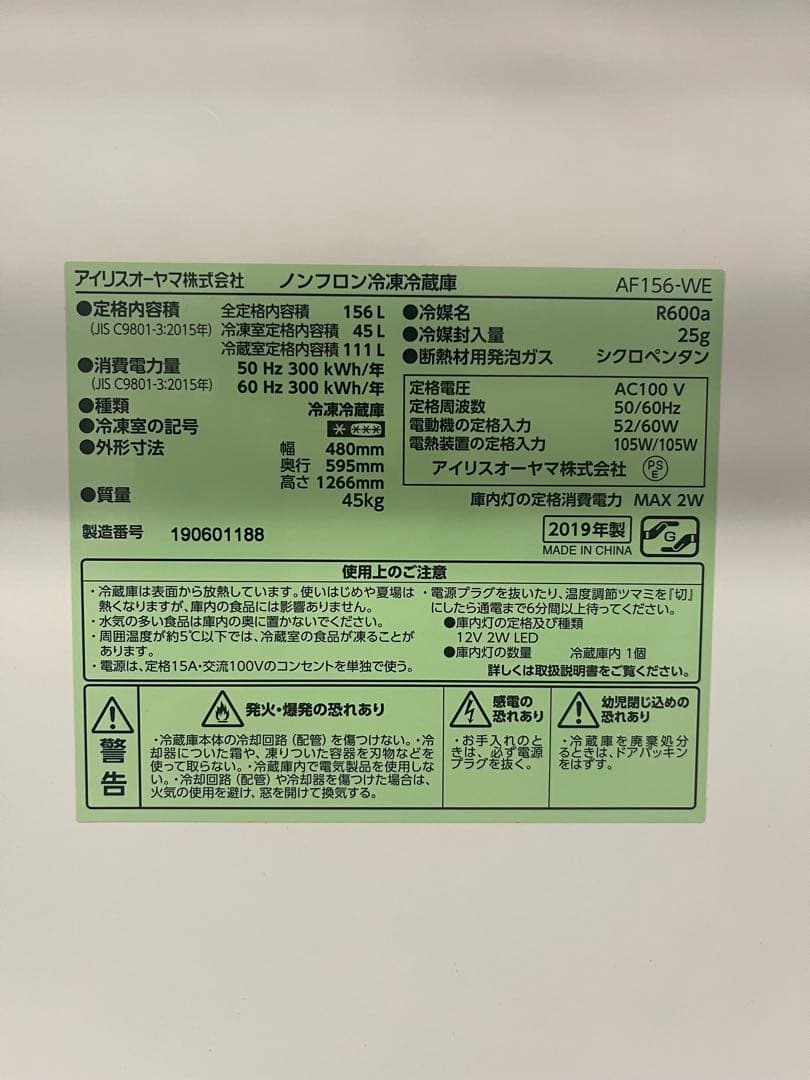 アイリスオーヤマ株式会社 ノンフロン冷凍冷蔵庫 AF156-WE
●定格内容積 全定格内容積 156 L
(JIS C9801-3:2015年) 冷凍室定格内容積 45 L
冷蔵室定格内容積 111 L
●消費電力量 50 Hz 300 kWh/年
(JIS C9801-3:2015年) 60 Hz 300 kWh/年
●種類 冷凍冷蔵庫
●冷凍室の記号
●外形寸法 幅 480mm
奥行 595mm
高さ 1266mm
●質量 45kg
●冷媒名 R600a
●冷媒封入量 25g
●断熱材用発泡ガス シクロペンタン
定格電圧 AC100 V
定格周波数 50/60Hz
電動機の定格入力 52/60W
電熱装置の定格入力 105W/105W
アイリスオーヤマ株式会社 PSE
庫内灯の定格消費電力 MAX 2W
製造番号 190601188
2019年製
MADE IN CHINA
G
使用上のご注意
・冷蔵庫は表面から放熱しています。使いはじめや夏場は
熱くなりますが、庫内の食品には影響ありません。
・水気の多い食品は庫内の奥に置かないでください。
・周囲温度が約5℃以下では、冷蔵室の食品が凍ることが
あります。
・電源は、定格15A・交流100Vのコンセントを単独で使う。
・電源プラグを抜いたり、温度調節ツマミを『切』
にしたら通電まで6分間以上待ってください。
●庫内灯の定格及び種類
12V 2W LED
●庫内灯の数量 冷蔵庫内 1個
詳しくは取扱説明書をご覧ください。
警告
発火・爆発の恐れあり
・冷蔵庫本体の冷却回路（配管）を傷つけない。・冷
却器についた霜や、凍りついた容器を刃物などを
使って取らない。・冷蔵庫内で電気製品を使用しな
い。・冷却回路（配管）や冷却器を傷つけた場合は、
火気の使用を避け、窓を開けて換気する。
感電の
恐れあり
・お手入れのと
きは、必ず電源
プラグを抜く。
幼児閉じ込めの
恐れあり
・冷蔵庫を廃棄処分
るときは、ドアパッキン
をはずす。